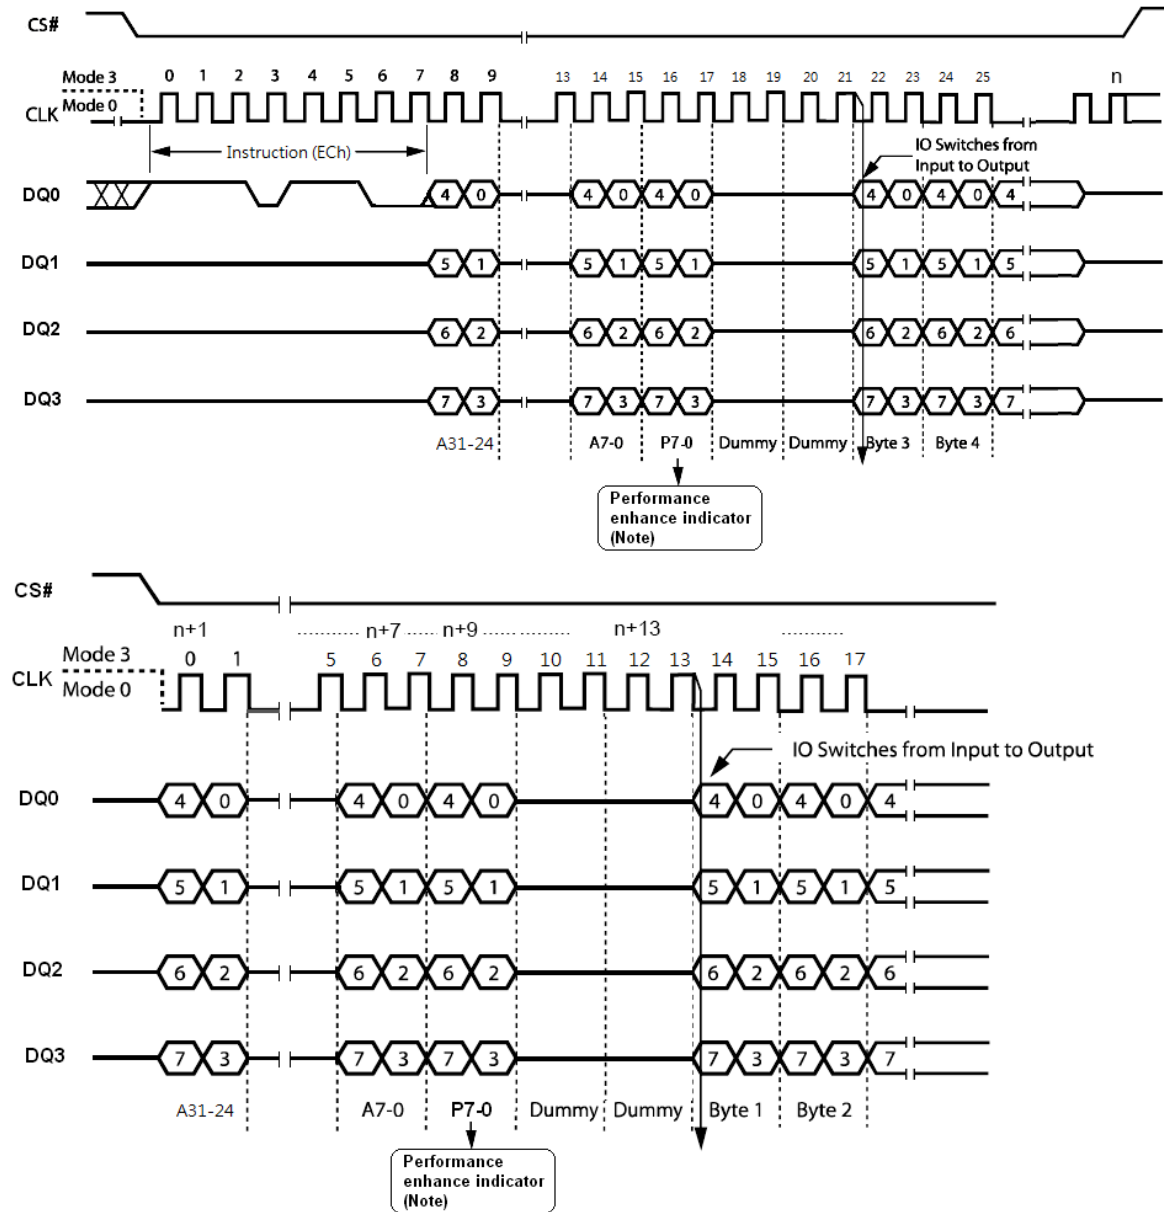 CS#
Mode 3
0 1 2 3 4 5 6 7 8 9 13 14 15 16 17 18 19 20 21 22 23 24 25 n
Mode 0
CLK
Instruction (ECh)
IO Switches from
Input to Output
DQ0 4 0 4 0 4 0 4 0 4 0 4
DQ1 5 1 5 1 5 1 5 1 5 1 5
DQ2 6 2 6 2 6 2 6 2 6 2 6
DQ3 7 3 7 3 7 3 7 3 7 3 7
A31-24 A7-0 P7-0 Dummy Dummy Byte 3 Byte 4
Performance
enhance indicator
(Note)
CS#
n+1 n+7 n+9 n+13
Mode 3
0 1 5 6 7 8 9 10 11 12 13 14 15 16 17
CLK Mode 0
IO Switches from Input to Output
DQ0 4 0 4 0 4 0 4 0 4 0 4
DQ1 5 1 5 1 5 1 5 1 5 1 5
DQ2 6 2 6 2 6 2 6 2 6 2 6
DQ3 7 3 7 3 7 3 7 3 7 3 7
A31-24 A7-0 P7-0 Dummy Dummy Byte 1 Byte 2
Performance
enhance indicator
(Note)